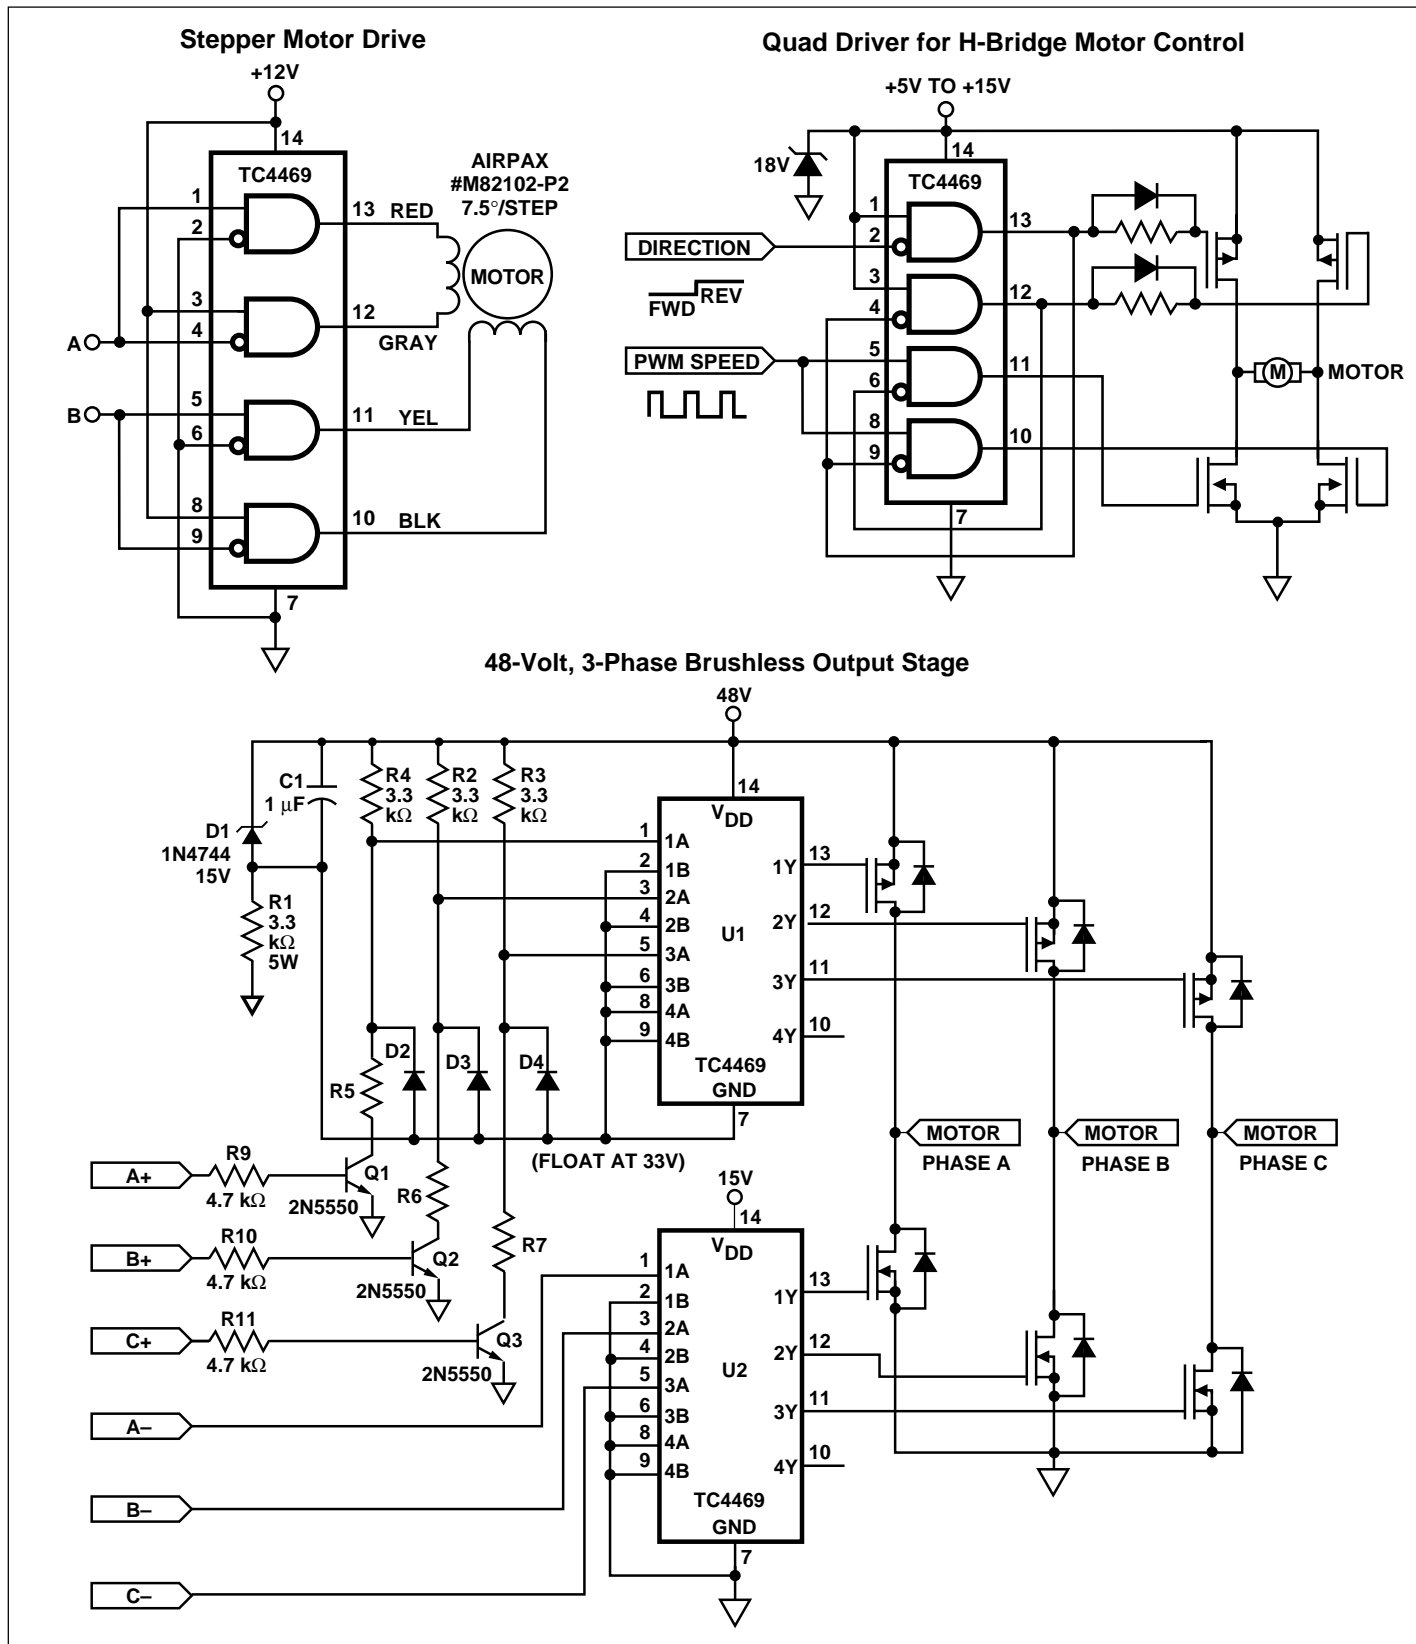 Stepper Motor Drive
+12V
14
TC4469
1
2
3
4
5
6
8
9
A
B
13 RED
12
GRAY
11 YEL
10 BLK
7
AIRPAX
#M82102-P2
7.5°/STEP
MOTOR
Quad Driver for H-Bridge Motor Control
+5V TO +15V
18V
14
TC4469
DIRECTION
FWD REV
PWM SPEED
1
2
3
4
5
6
8
9
13
12
11
10
7
M MOTOR
48-Volt, 3-Phase Brushless Output Stage
48V
D1
1N4744
15V
C1
1 µF
R1
3.3
kΩ
5W
R4
3.3
kΩ
R2
3.3
kΩ
R3
3.3
kΩ
14
VDD
1 1A
2 1B
3 2A
4 2B
5 3A
6 3B
8 4A
9 4B
U1
1Y 13
2Y 12
3Y 11
4Y 10
TC4469
GND
7
R5
D2
D3
D4
(FLOAT AT 33V)
MOTOR
PHASE A
MOTOR
PHASE B
MOTOR
PHASE C
A+
R9
4.7 kΩ
Q1
2N5550
R6
B+
R10
4.7 kΩ
Q2
2N5550
R7
C+
R11
4.7 kΩ
Q3
2N5550
A–
B–
C–
15V
14
VDD
1 1A
2 1B
3 2A
4 2B
5 3A
6 3B
8 4A
9 4B
U2
1Y 13
2Y 12
3Y 11
4Y 10
TC4469
GND
7